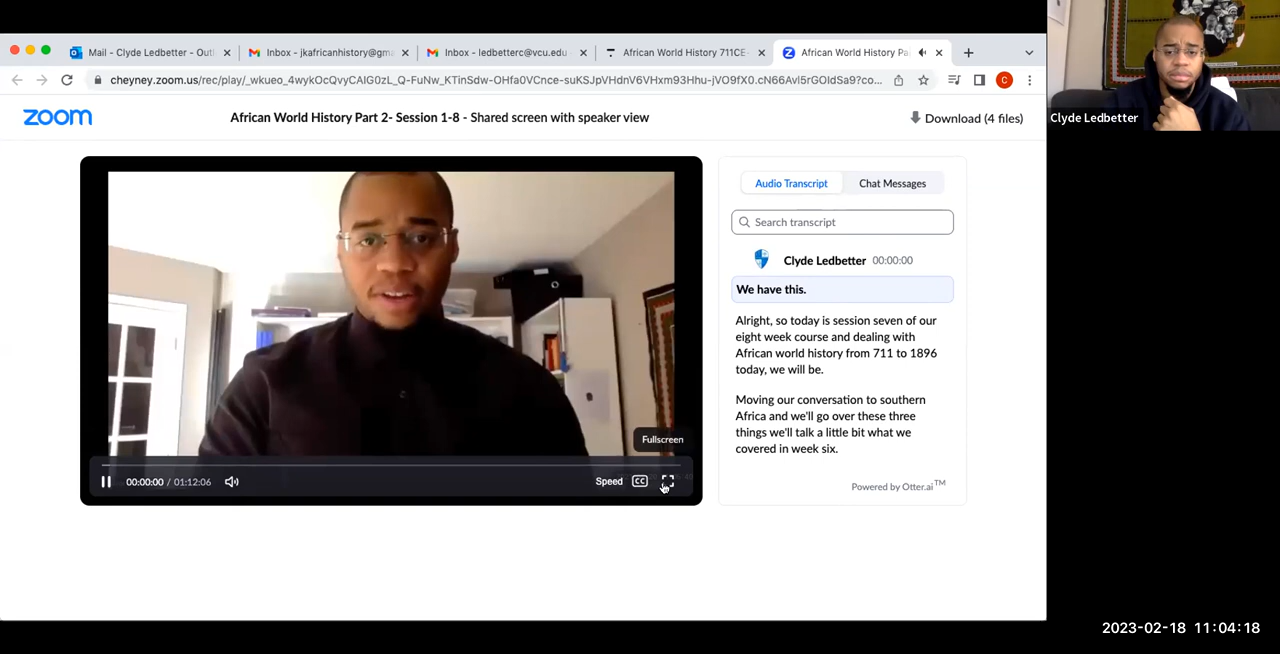 Mail - Clyde Ledbetter - Outl
Inbox - jkafricanhistory@gma
Inbox - ledbetterc@vcu.edu
African World History 711CE-
African World History Pa
cheyney.zoom.us/rec/play/_wkueo_4wykOcQvyCAIG0zL_Q-FuNw_KTinSdw-OHfa0VCnce-suKSJpVHdnV6VHxm93Hhu-jVO9fX0.cN66AvI5rGOIdSa9?co...
C
zoom
African World History Part 2- Session 1-8 - Shared screen with speaker view
Download (4 files)
Clyde Ledbetter
Audio Transcript
Chat Messages
Search transcript
Clyde Ledbetter 00:00:00
We have this.
Alright, so today is session seven of our
eight week course and dealing with
African world history from 711 to 1896
today, we will be.
Moving our conversation to southern
Africa and we'll go over these three
things we'll talk a little bit what we
covered in week six.
Powered by Otter.ai™
Fullscreen
00:00:00 / 01:12:06
Speed
CC
2023-02-18 11:04:18